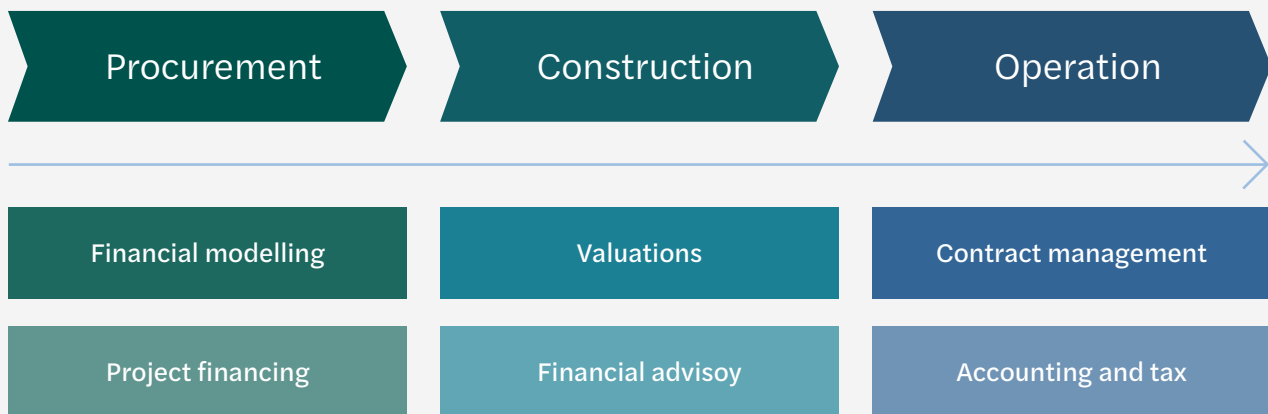 Procurement
Construction
Operation
Financial modelling
Valuations
Contract management
Project financing
Financial advisoy
Accounting and tax